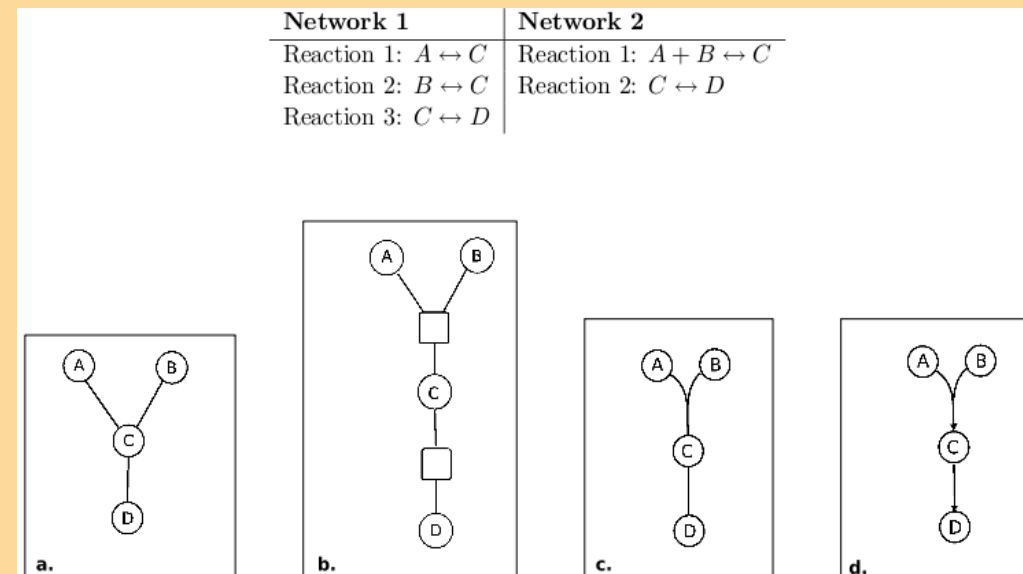 Network 1 Network 2
Reaction 1: A ↔ C Reaction 1: A + B ↔ C
Reaction 2: B ↔ C Reaction 2: C ↔ D
Reaction 3: C ↔ D
A B
C
D
a.
A B
C
D
b.
A B
C
D
c.
A B
C
D
d.